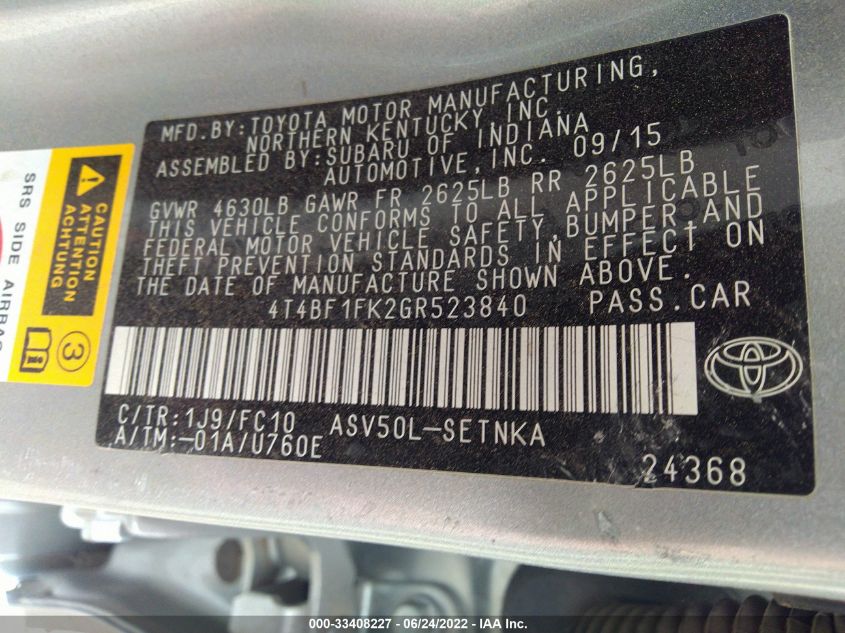 MFD.BY:TOYOTA MOTOR MANUFACTURING,
NORTHERN KENTUCKY,INC.
ASSEMBLED BY:SUBARU OF INDIANA
AUTOMOTIVE,INC. 09/15
GVWR 4630LB GAWR FR 2625LB RR 2625LB
THIS VEHICLE CONFORMS TO ALL APPLICABLE
FEDERAL MOTOR VEHICLE SAFETY,BUMPER AND
THEFT PREVENTION STANDARDS IN EFFECT ON
THE DATE OF MANUFACTURE SHOWN ABOVE.
4T4BF1FK2GR523840 PASS.CAR
C/TR:1J9/FC10 ASV50L-SETNKA
A/TM:-01A/U760E
24368
CAUTION
ATTENTION
ACHTUNG
3
SRS SIDE AIRBAG
000-33408227 - 06/24/2022 - IAA Inc.